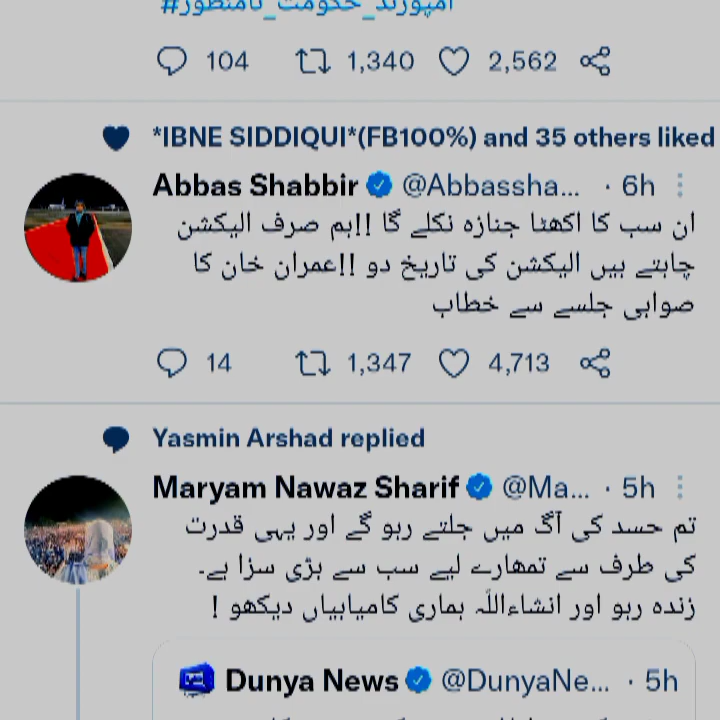 #امپورٹڈ_حکومت_نامنظور
104 1,340 2,562
*IBNE SIDDIQUI*(FB100%) and 35 others liked
Abbas Shabbir @Abbassha... · 6h
ان سب کا اکھٹا جنازہ نکلے گا !!ہم صرف الیکشن
چاہتے ہیں الیکشن کی تاریخ دو !!عمران خان کا
صوابی جلسے سے خطاب
14 1,347 4,713
Yasmin Arshad replied
Maryam Nawaz Sharif @Ma... · 5h
تم حسد کی آگ میں جلتے رہو گے اور یہی قدرت
کی طرف سے تمھارے لیے سب سے بڑی سزا ہے۔
زندہ رہو اور انشاءاللّہ ہماری کامیابیاں دیکھو !
Dunya News @DunyaNe... · 5h